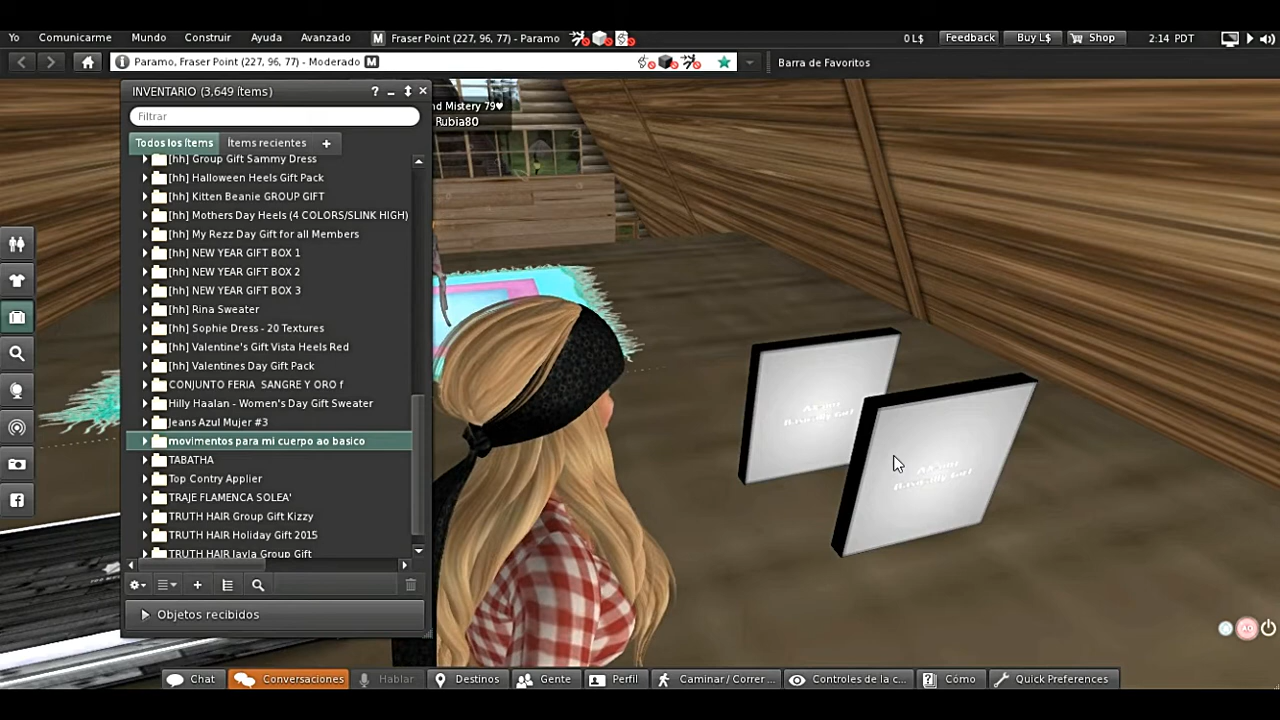 Yo Comunicarme Mundo Construir Ayuda Avanzado M Fraser Point (227, 96, 77) - Paramo 0 L$ Feedback Buy L$ Shop 2:14 PDT
Paramo, Fraser Point (227, 96, 77) - Moderado M Barra de Favoritos
INVENTARIO (3,649 ítems) ?
nd Mistery 79♥
Rubia80
Filtrar
Todos los ítems Ítems recientes +
[hh] Group Gift Sammy Dress
[hh] Halloween Heels Gift Pack
[hh] Kitten Beanie GROUP GIFT
[hh] Mothers Day Heels (4 COLORS/SLINK HIGH)
[hh] My Rezz Day Gift for all Members
[hh] NEW YEAR GIFT BOX 1
[hh] NEW YEAR GIFT BOX 2
[hh] NEW YEAR GIFT BOX 3
[hh] Rina Sweater
[hh] Sophie Dress - 20 Textures
[hh] Valentine's Gift Vista Heels Red
[hh] Valentines Day Gift Pack
CONJUNTO FERIA SANGRE Y ORO f
Hilly Haalan - Women's Day Gift Sweater
Jeans Azul Mujer #3
movimentos para mi cuerpo ao basico
TABATHA
Top Contry Applier
TRAJE FLAMENCA SOLEA'
TRUTH HAIR Group Gift Kizzy
TRUTH HAIR Holiday Gift 2015
TRUTH HAIR Jayla Group Gift
Objetos recibidos
AO
Chat Conversaciones Hablar Destinos Gente Perfil Caminar / Correr ... Controles de la c... Cómo Quick Preferences